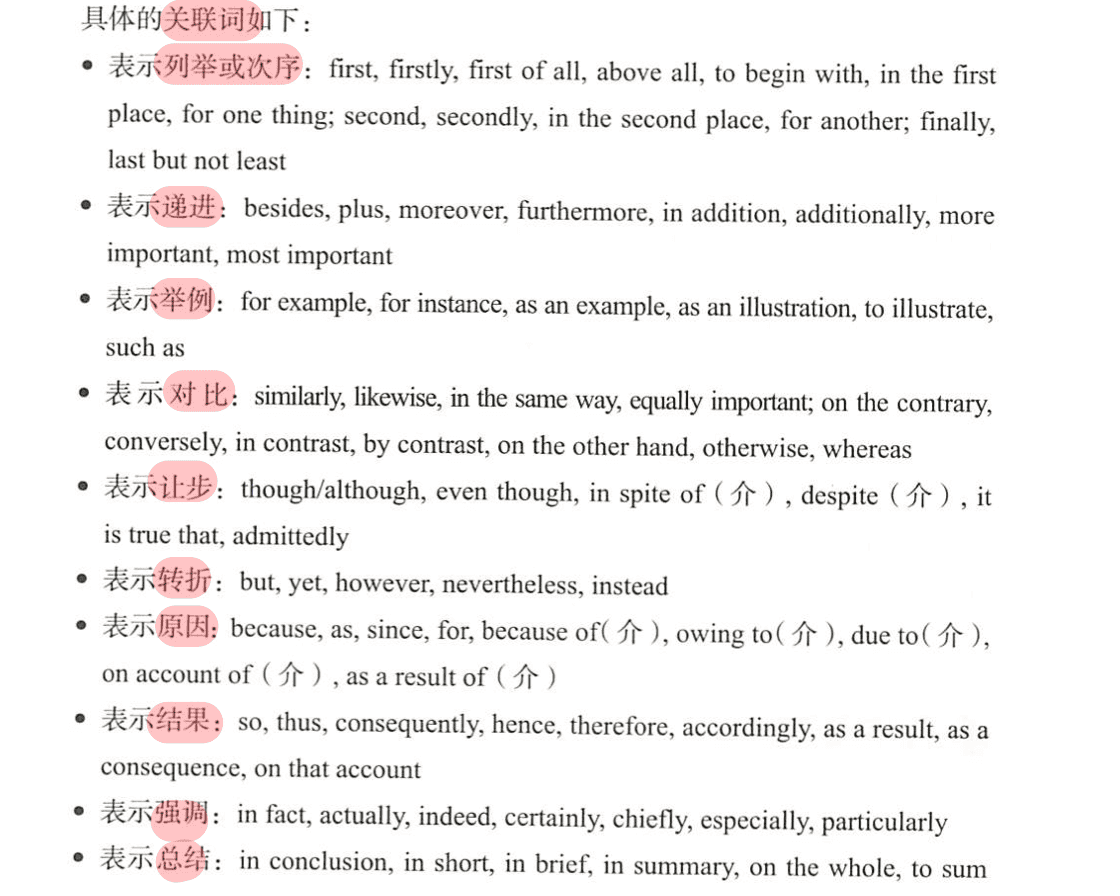 具体的关联词如下：
• 表示列举或次序：first, firstly, first of all, above all, to begin with, in the first
place, for one thing; second, secondly, in the second place, for another; finally,
last but not least
• 表示递进：besides, plus, moreover, furthermore, in addition, additionally, more
important, most important
• 表示举例：for example, for instance, as an example, as an illustration, to illustrate,
such as
• 表示对比：similarly, likewise, in the same way, equally important; on the contrary,
conversely, in contrast, by contrast, on the other hand, otherwise, whereas
• 表示让步：though/although, even though, in spite of（介）, despite（介）, it
is true that, admittedly
• 表示转折：but, yet, however, nevertheless, instead
• 表示原因：because, as, since, for, because of(介), owing to(介), due to(介),
on account of（介）, as a result of（介）
• 表示结果：so, thus, consequently, hence, therefore, accordingly, as a result, as a
consequence, on that account
• 表示强调：in fact, actually, indeed, certainly, chiefly, especially, particularly
• 表示总结：in conclusion, in short, in brief, in summary, on the whole, to sum